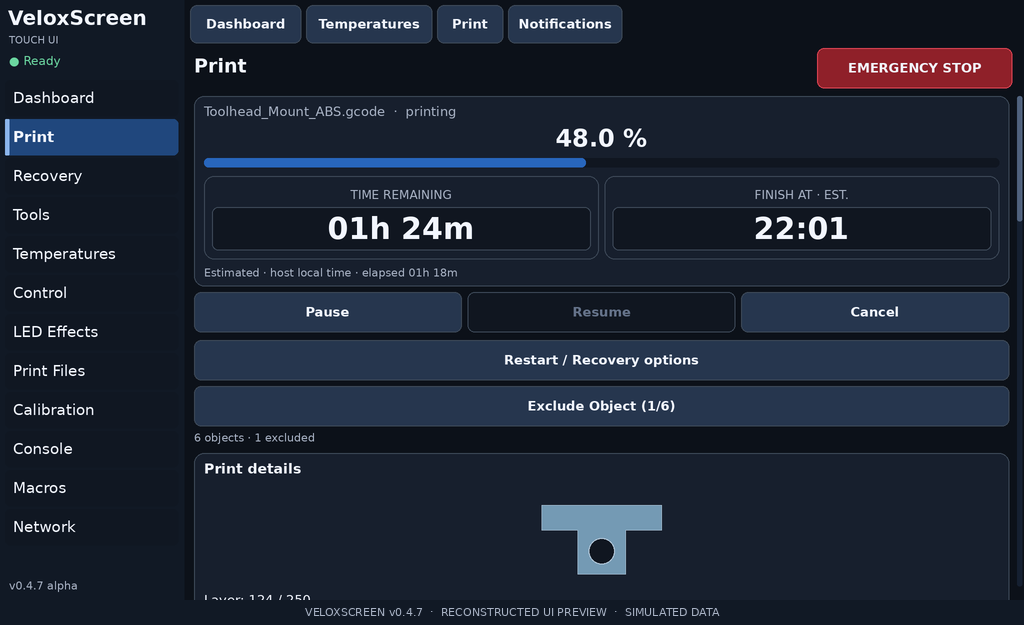 VeloxScreen
TOUCH UI
Ready
Dashboard
Print
Recovery
Tools
Temperatures
Control
LED Effects
Print Files
Calibration
Console
Macros
Network
v0.4.7 alpha
Dashboard Temperatures Print Notifications
Print
EMERGENCY STOP
Toolhead_Mount_ABS.gcode · printing
48.0 %
TIME REMAINING
01h 24m
FINISH AT · EST.
22:01
Estimated · host local time · elapsed 01h 18m
Pause Resume Cancel
Restart / Recovery options
Exclude Object (1/6)
6 objects · 1 excluded
Print details
Layer: 124 / 250
VELOXSCREEN v0.4.7 · RECONSTRUCTED UI PREVIEW · SIMULATED DATA